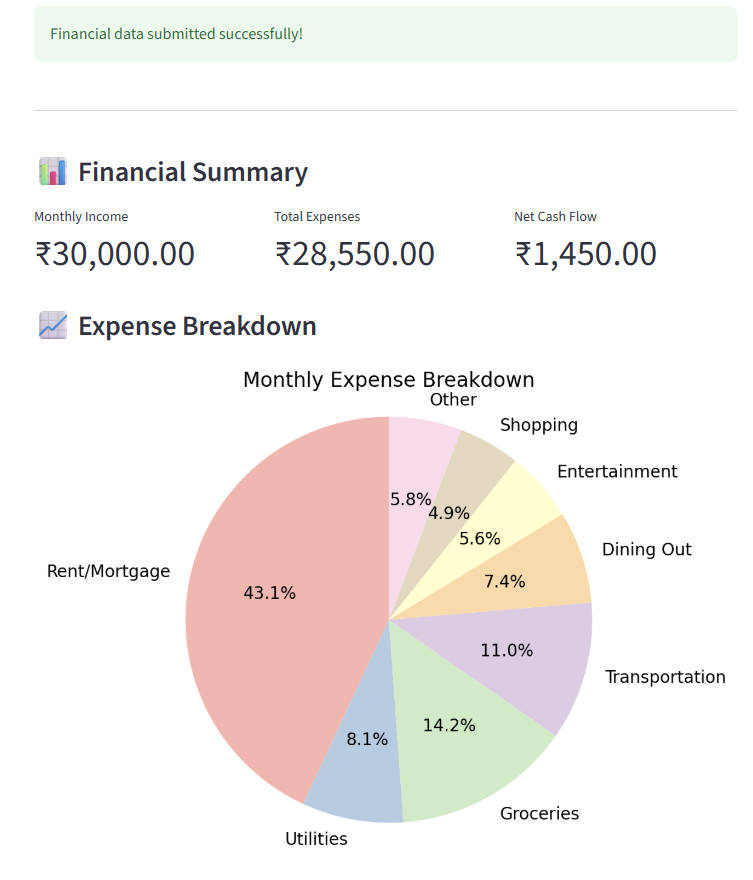 Financial data submitted successfully!
Financial Summary
Monthly Income
Total Expenses
Net Cash Flow
₹30,000.00
₹28,550.00
₹1,450.00
Expense Breakdown
Monthly Expense Breakdown
Other
Shopping
Entertainment
5.8%
4.9%
5.6%
Dining Out
Rent/Mortgage
7.4%
43.1%
11.0%
Transportation
14.2%
8.1%
Groceries
Utilities